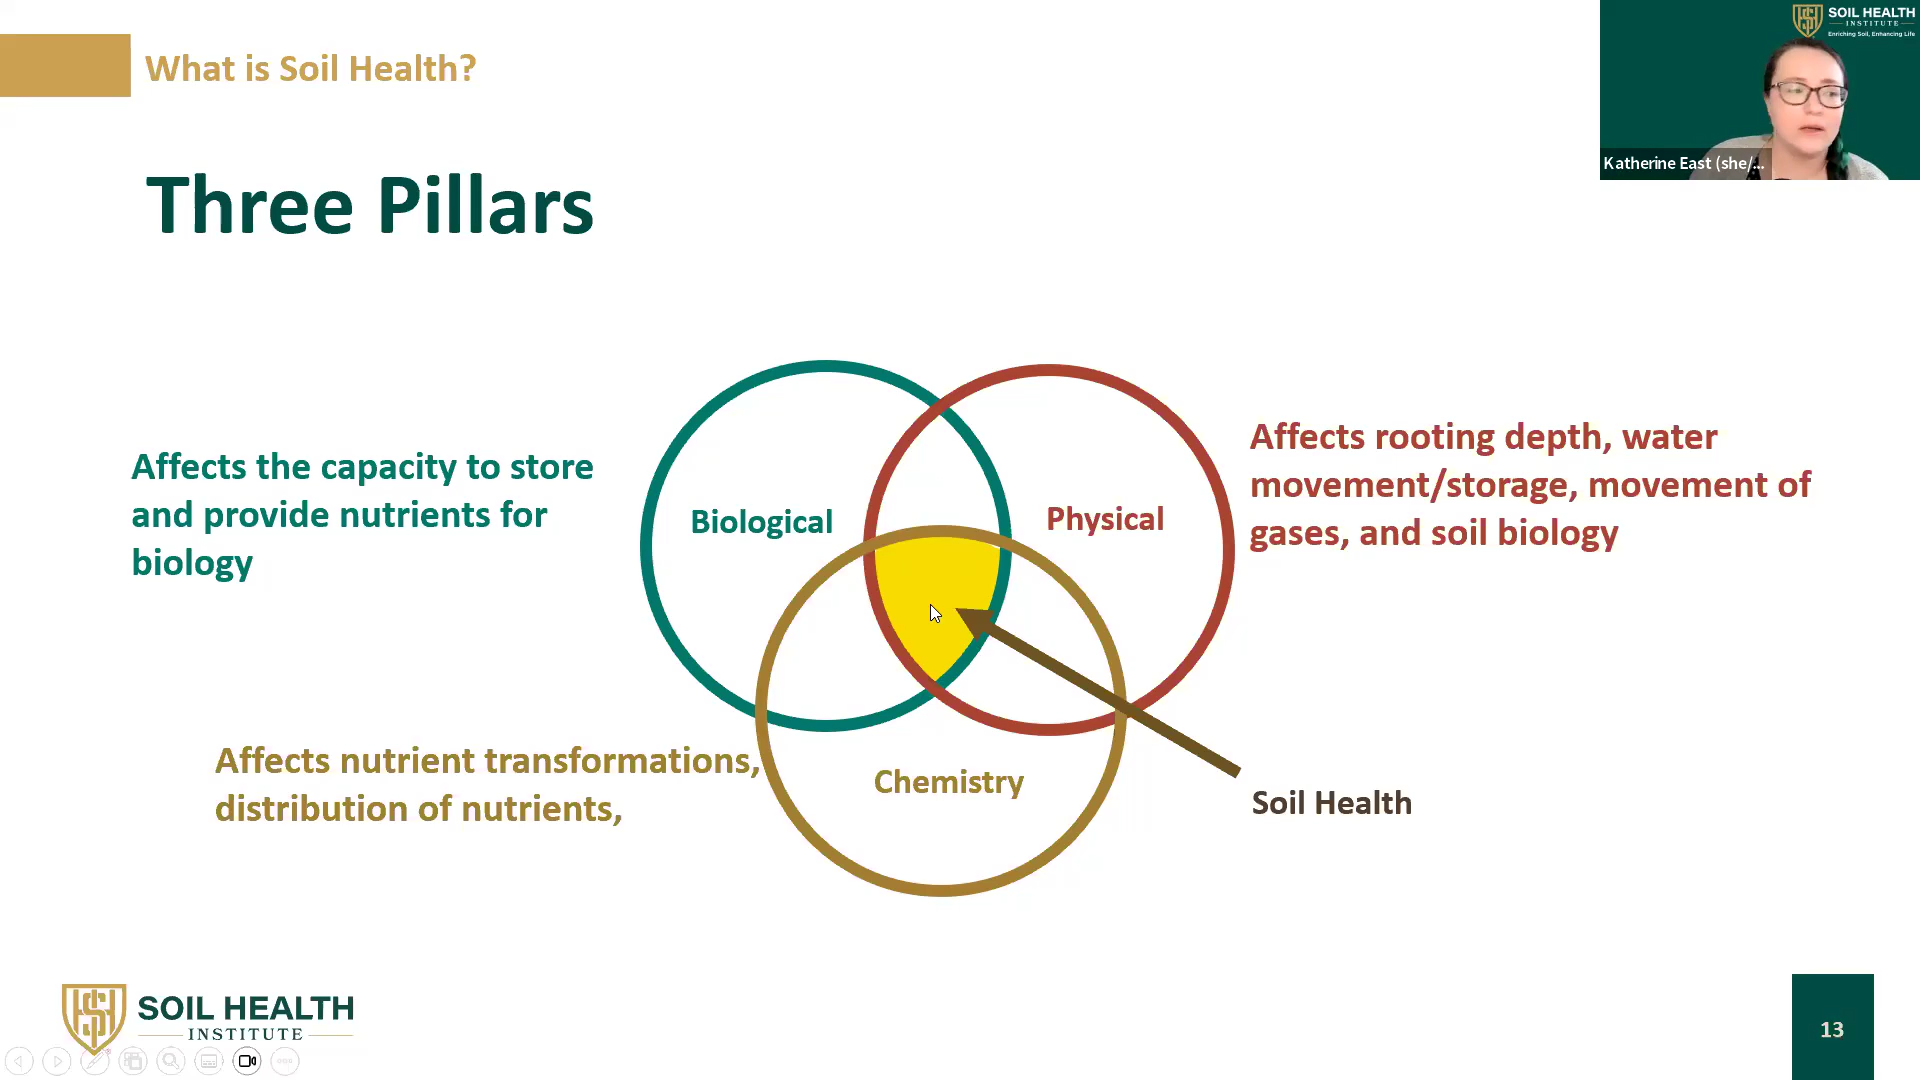 What is Soil Health?
SOIL HEALTH
INSTITUTE
Enriching Soil, Enhancing Life
Katherine East (she/...
Three Pillars
Affects the capacity to store
and provide nutrients for
biology
Biological
Physical
Affects rooting depth, water
movement/storage, movement of
gases, and soil biology
Affects nutrient transformations,
distribution of nutrients,
Chemistry
Soil Health
SOIL HEALTH
INSTITUTE
13